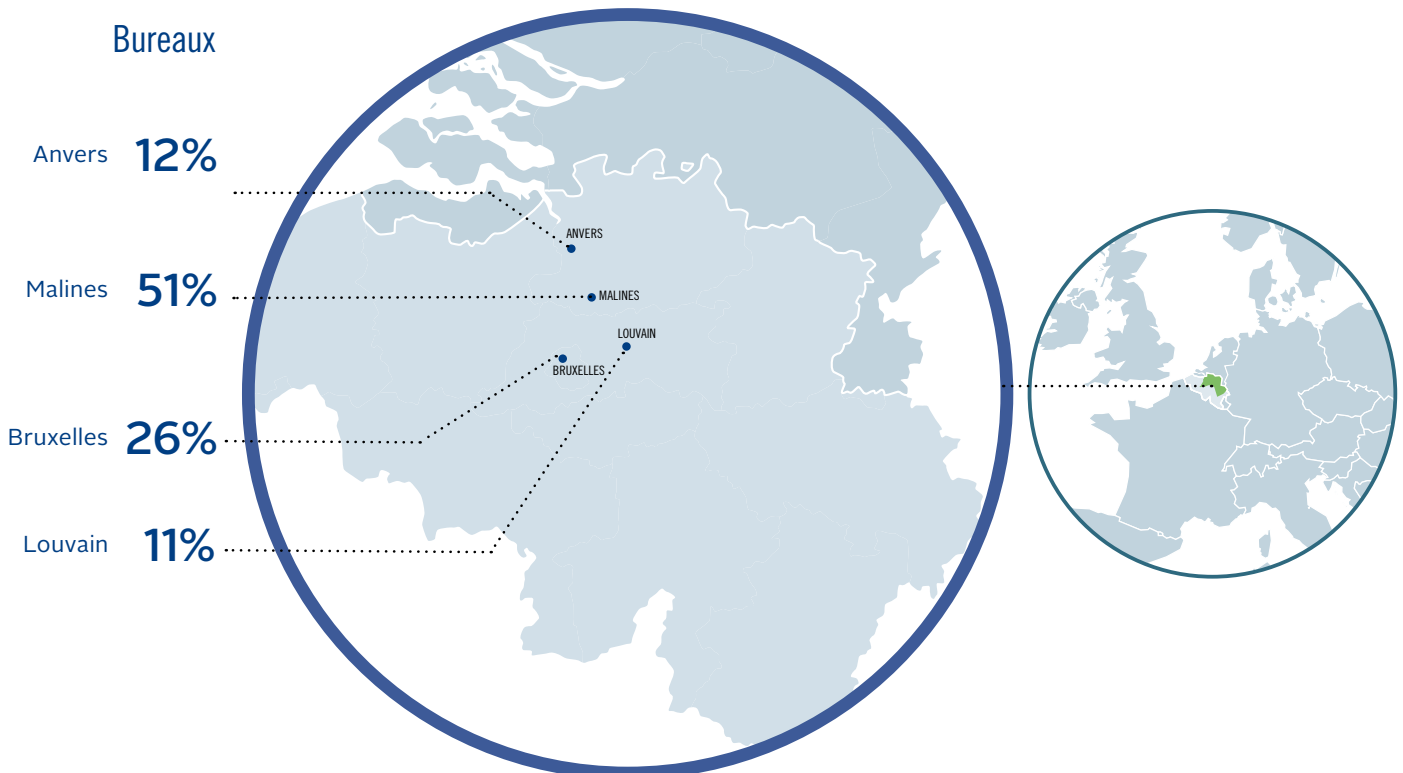 Bureaux
Anvers 12%
Malines 51%
Bruxelles 26%
Louvain 11%
ANVERS
MALINES
LOUVAIN
BRUXELLES